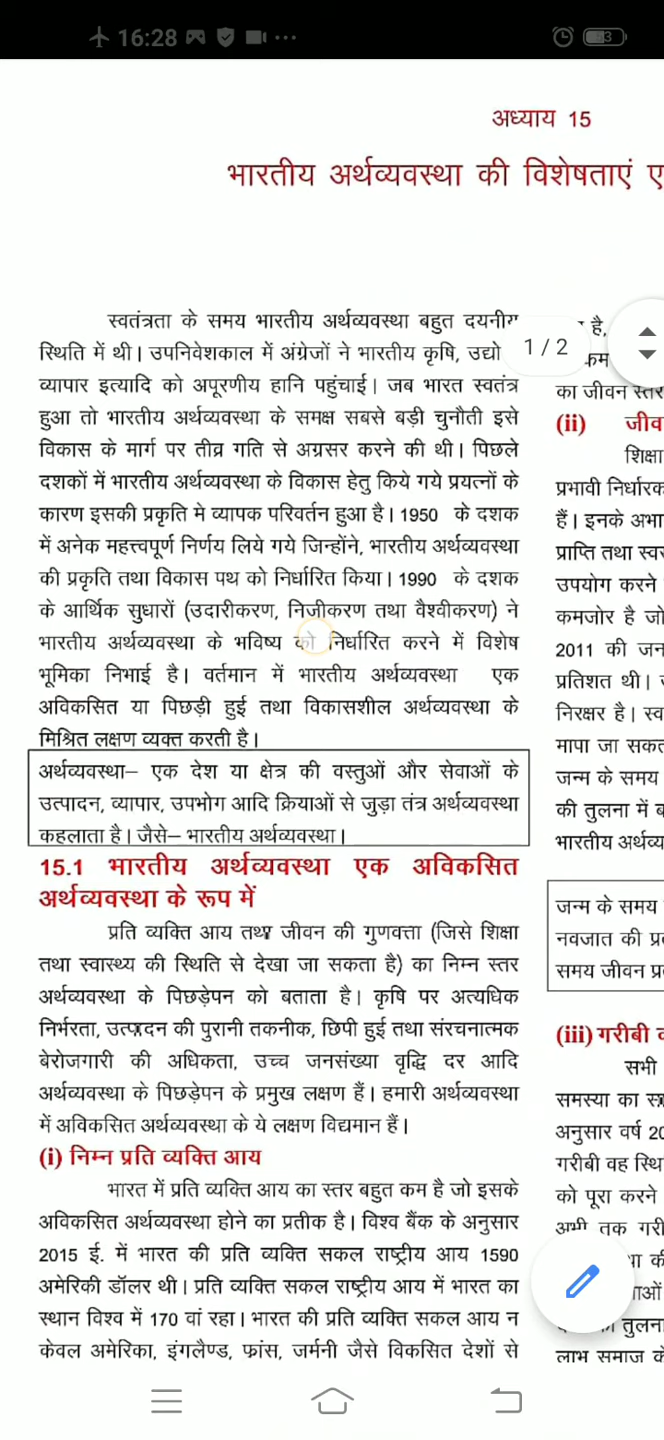 16:28
अध्याय 15
भारतीय अर्थव्यवस्था की विशेषताएं
स्वतंत्रता के समय भारतीय अर्थव्यवस्था बहुत दयनीय
स्थिति में थी। उपनिवेशकाल में अंग्रेजों ने भारतीय कृषि,
व्यापार इत्यादि को अपूरणीय हानि पहुंचाई। जब भारत स्वतंत्र
हुआ तो भारतीय अर्थव्यवस्था के समक्ष सबसे बड़ी चुनौती इसे
विकास के मार्ग पर तीव्र गति से अग्रसर करने की थी। पिछले
दशकों में भारतीय अर्थव्यवस्था के विकास हेतु किये गये प्रयत्नों के
कारण इसकी प्रकृति मे व्यापक परिवर्तन हुआ है। 1950 के दशक
में अनेक महत्त्वपूर्ण निर्णय लिये गये जिन्होंने, भारतीय अर्थव्यवस्था
की प्रकृति तथा विकास पथ को निर्धारित किया। 1990 के दशक
के आर्थिक सुधारों (उदारीकरण, निजीकरण तथा वैश्वीकरण) ने
भारतीय अर्थव्यवस्था के भविष्य को निर्धारित करने में विशेष
भूमिका निभाई है। वर्तमान में भारतीय अर्थव्यवस्था एक
अविकसित या पिछड़ी हुई तथा विकासशील अर्थव्यवस्था के
मिश्रित लक्षण व्यक्त करती है।
अर्थव्यवस्था– एक देश या क्षेत्र की वस्तुओं और सेवाओं के
उत्पादन, व्यापार, उपभोग आदि क्रियाओं से जुड़ा तंत्र अर्थव्यवस्था
कहलाता है। जैसे– भारतीय अर्थव्यवस्था।
15.1 भारतीय अर्थव्यवस्था एक अविकसित
अर्थव्यवस्था के रूप में
प्रति व्यक्ति आय तथा जीवन की गुणवत्ता (जिसे शिक्षा
तथा स्वास्थ्य की स्थिति से देखा जा सकता है) का निम्न स्तर
अर्थव्यवस्था के पिछड़ेपन को बताता है। कृषि पर अत्यधिक
निर्भरता, उत्पादन की पुरानी तकनीक, छिपी हुई तथा संरचनात्मक
बेरोजगारी की अधिकता, उच्च जनसंख्या वृद्धि दर आदि
अर्थव्यवस्था के पिछड़ेपन के प्रमुख लक्षण हैं। हमारी अर्थव्यवस्था
में अविकसित अर्थव्यवस्था के ये लक्षण विद्यमान हैं।
(i) निम्न प्रति व्यक्ति आय
भारत में प्रति व्यक्ति आय का स्तर बहुत कम है जो इसके
अविकसित अर्थव्यवस्था होने का प्रतीक है। विश्व बैंक के अनुसार
2015 ई. में भारत की प्रति व्यक्ति सकल राष्ट्रीय आय 1590
अमेरिकी डॉलर थी। प्रति व्यक्ति सकल राष्ट्रीय आय में भारत का
स्थान विश्व में 170 वां रहा। भारत की प्रति व्यक्ति सकल आय न
केवल अमेरिका, इंगलैण्ड, फ्रांस, जर्मनी जैसे विकसित देशों से
1/2
है,
कम
का जीवन स्तर
(ii)
शिक्षा
प्रभावी
हैं। इनके
प्राप्ति तथा
उपयोग करने
कमजोर है जो
2011 की
प्रतिशत थी।
निरक्षर है।
मापा जा
जन्म के समय
की तुलना में
भारतीय
जन्म के समय
नवजात की
समय जीवन
(iii) गरीबी
सभी
समस्या का
अनुसार वर्ष
गरीबी वह
को पूरा करने
अभी तक
तुलना
लाभ समाज